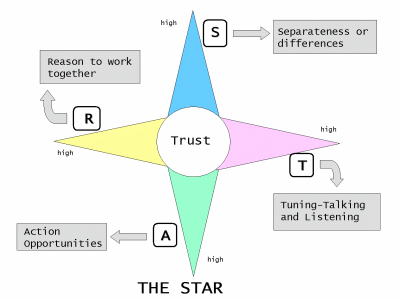 high
S
Separateness or
differences
Reason to work
together
R
high
Trust
high
T
Tuning-Talking
and Listening
Action
Opportunities
A
high
THE STAR